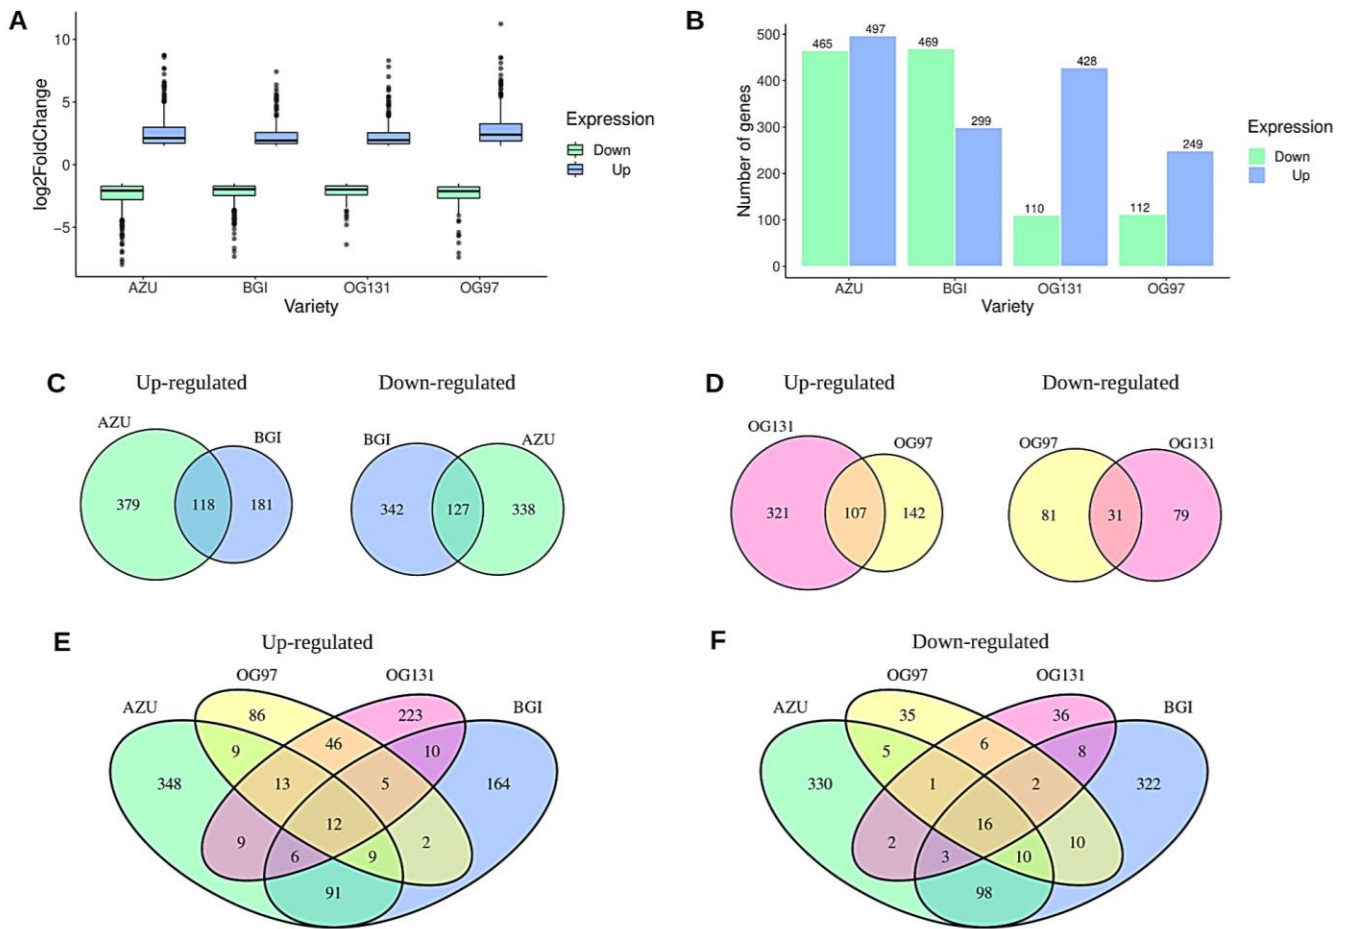 A
10
5
0
−5
log2FoldChange
AZU BGI OG131 OG97
Variety
Expression
Down
Up
B
500
400
300
200
100
0
Number of genes
465 497 469 299 110 428 112 249
AZU BGI OG131 OG97
Variety
Expression
Down
Up
C
Up-regulated
AZU
BGI
379 118 181
Down-regulated
BGI AZU
342 127 338
D
Up-regulated
OG131
OG97
321 107 142
Down-regulated
OG97 OG131
81 31 79
E
Up-regulated
OG97 OG131
AZU BGI
86 223
46
9 10
348 13 5 164
12
9 2
6 9
91
F
Down-regulated
OG97 OG131
AZU BGI
35 36
6
5 8
330 1 2 322
16
2 10
3 10
98